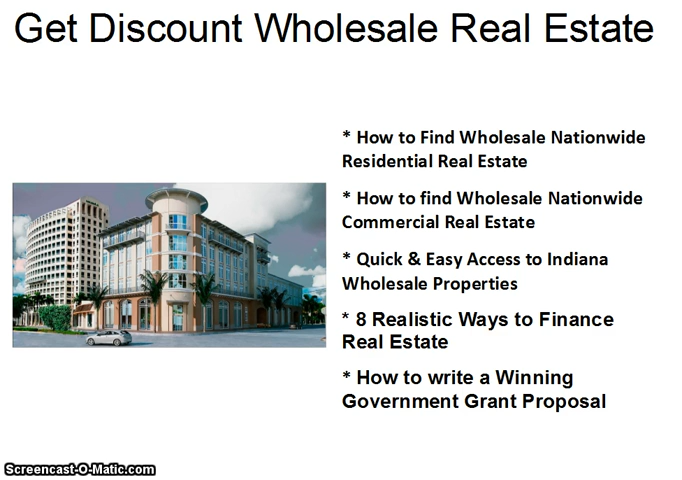 Get Discount Wholesale Real Estate
* How to Find Wholesale Nationwide
Residential Real Estate
* How to find Wholesale Nationwide
Commercial Real Estate
* Quick & Easy Access to Indiana
Wholesale Properties
* 8 Realistic Ways to Finance
Real Estate
* How to write a Winning
Government Grant Proposal
Screencast-O-Matic.com